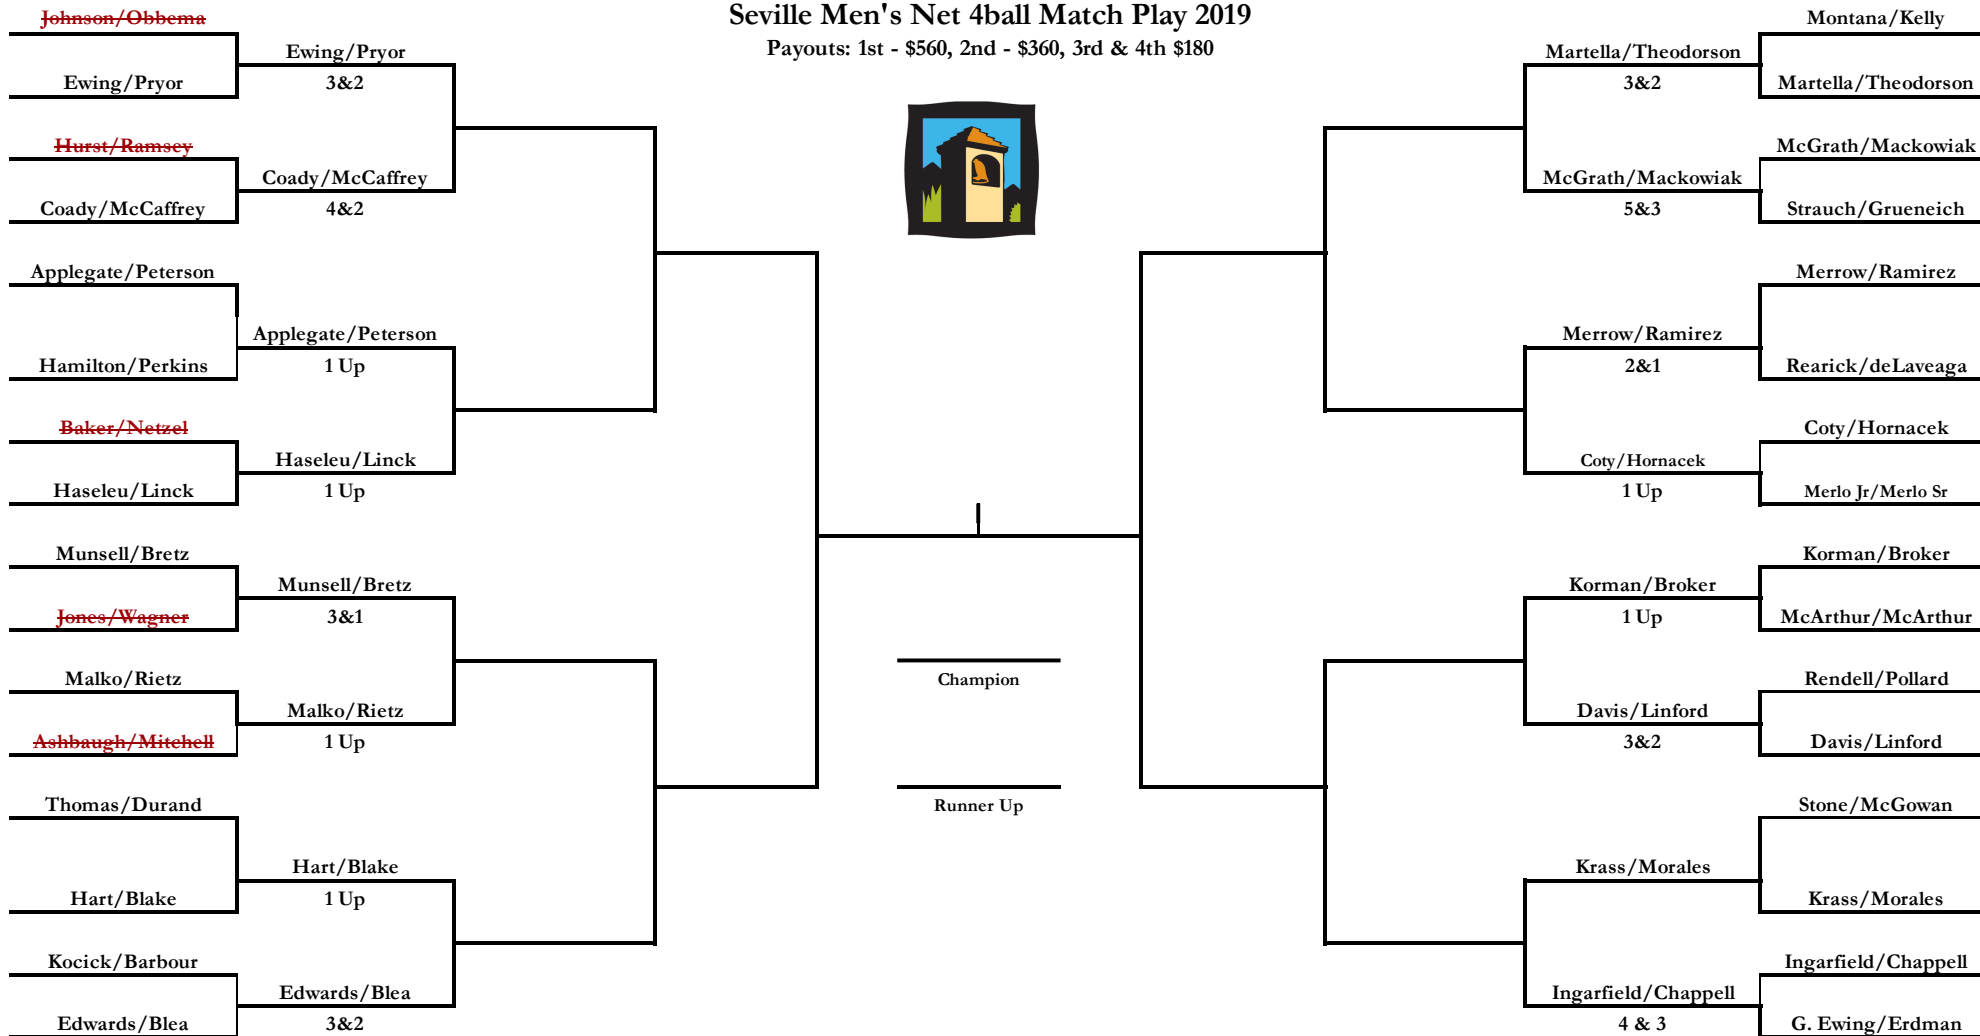 Seville Men's Net 4ball Match Play 2019
Payouts: 1st - $560, 2nd - $360, 3rd & 4th $180
Johnson/Obbema
Ewing/Pryor
Hurst/Ramsey
Coady/McCaffrey
Applegate/Peterson
Hamilton/Perkins
Baker/Netzel
Haseleu/Linck
Munsell/Bretz
Jones/Wagner
Malko/Rietz
Ashbaugh/Mitchell
Thomas/Durand
Hart/Blake
Kocick/Barbour
Edwards/Blea
Ewing/Pryor
3&2
Coady/McCaffrey
4&2
Applegate/Peterson
1 Up
Haseleu/Linck
1 Up
Munsell/Bretz
3&1
Malko/Rietz
1 Up
Hart/Blake
1 Up
Edwards/Blea
3&2
Champion
Runner Up
Martella/Theodorson
3&2
McGrath/Mackowiak
5&3
Merrow/Ramirez
2&1
Coty/Hornacek
1 Up
Korman/Broker
1 Up
Davis/Linford
3&2
Krass/Morales
Ingarfield/Chappell
4 & 3
Montana/Kelly
Martella/Theodorson
McGrath/Mackowiak
Strauch/Grueneich
Merrow/Ramirez
Rearick/deLaveaga
Coty/Hornacek
Merlo Jr/Merlo Sr
Korman/Broker
McArthur/McArthur
Rendell/Pollard
Davis/Linford
Stone/McGowan
Krass/Morales
Ingarfield/Chappell
G. Ewing/Erdman